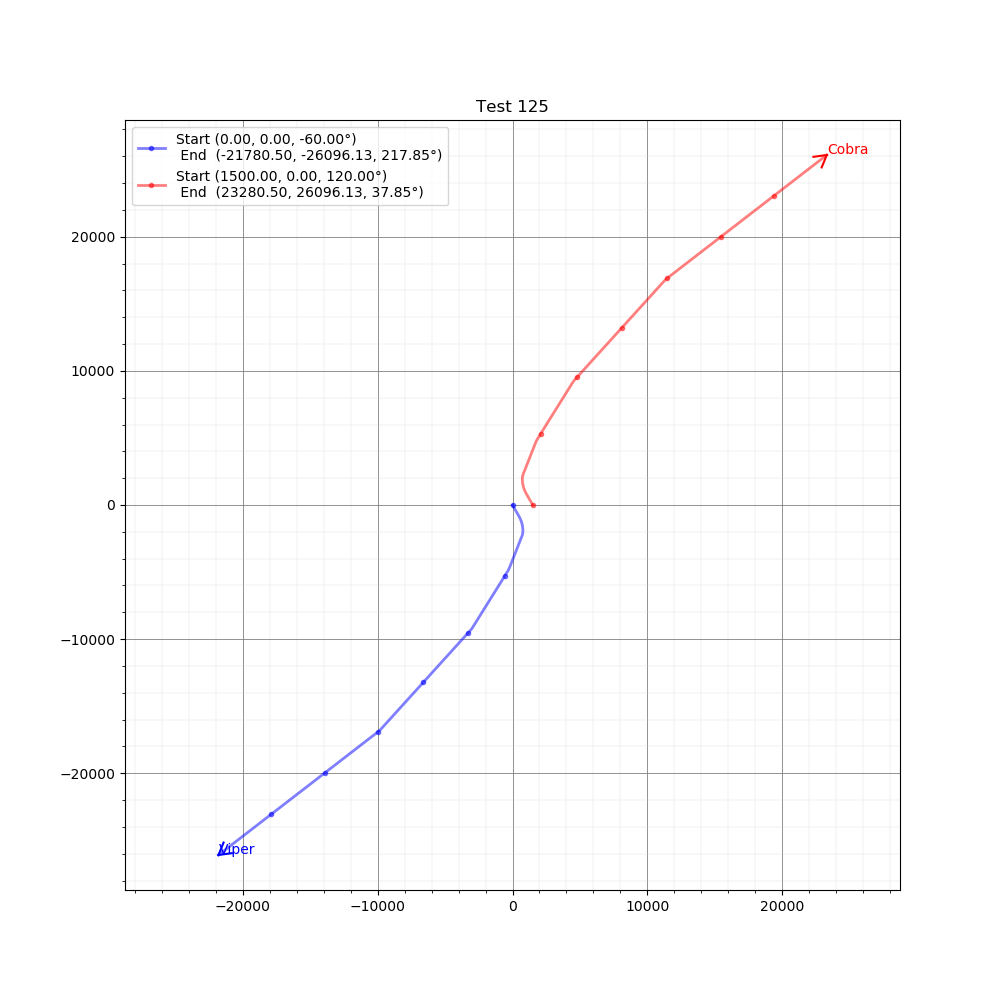 Test 125
Start (0.00, 0.00, -60.00°)
End (-21780.50, -26096.13, 217.85°)
Start (1500.00, 0.00, 120.00°)
End (23280.50, 26096.13, 37.85°)
Cobra
20000
10000
0
−10000
−20000
Viper
−20000
−10000
0
10000
20000